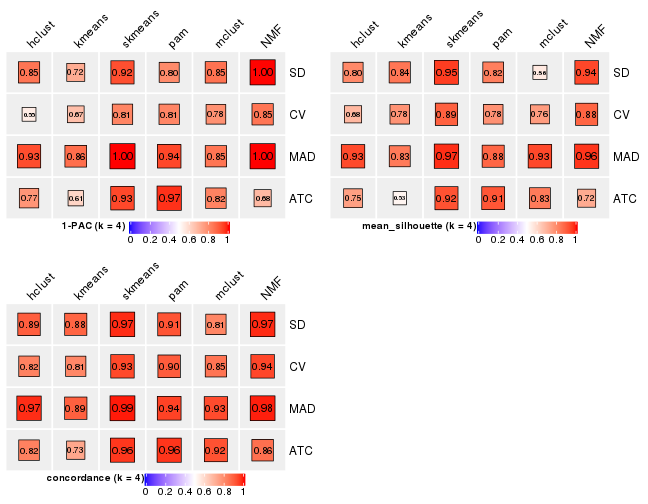 hclust kmeans skmeans pam mclust NMF
0.85 0.72 0.92 0.80 0.85 1.00 SD
0.55 0.67 0.81 0.81 0.78 0.85 CV
0.93 0.86 1.00 0.94 0.85 1.00 MAD
0.77 0.61 0.93 0.97 0.82 0.68 ATC
1-PAC (k = 4)
0 0.2 0.4 0.6 0.8 1
hclust kmeans skmeans pam mclust NMF
0.80 0.84 0.95 0.82 0.56 0.94 SD
0.68 0.78 0.89 0.78 0.76 0.88 CV
0.93 0.83 0.97 0.88 0.93 0.96 MAD
0.75 0.53 0.92 0.91 0.83 0.72 ATC
mean_silhouette (k = 4)
0 0.2 0.4 0.6 0.8 1
hclust kmeans skmeans pam mclust NMF
0.89 0.88 0.97 0.91 0.81 0.97 SD
0.82 0.81 0.93 0.90 0.85 0.94 CV
0.97 0.89 0.99 0.94 0.93 0.98 MAD
0.82 0.73 0.96 0.96 0.92 0.86 ATC
concordance (k = 4)
0 0.2 0.4 0.6 0.8 1